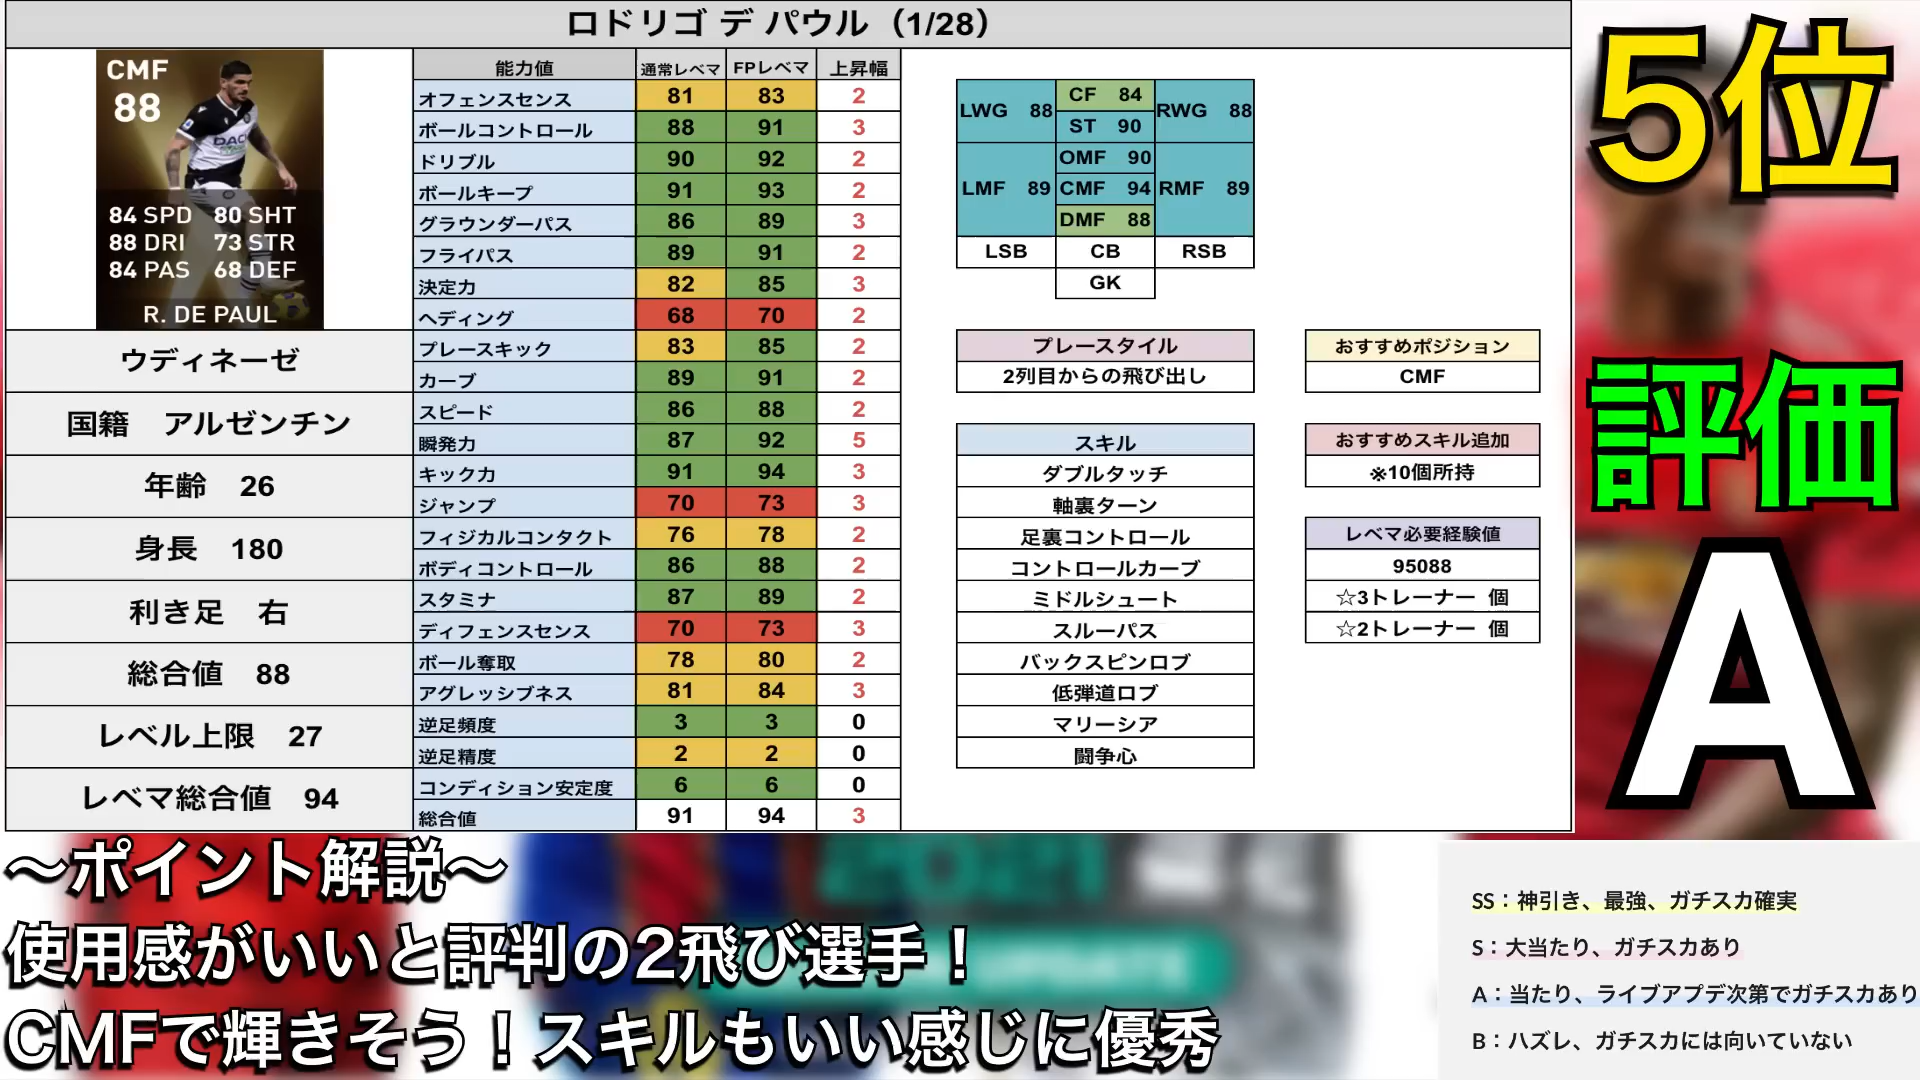 ロドリゴ デ パウル（1/28）
CMF
88
84 SPD 80 SHT
88 DRI 73 STR
84 PAS 68 DEF
R. DE PAUL
ウディネーゼ
国籍 アルゼンチン
年齢 26
身長 180
利き足 右
総合値 88
レベル上限 27
レベマ総合値 94
能力値 通常レベマ FPレベマ 上昇幅
オフェンスセンス 81 83 2
ボールコントロール 88 91 3
ドリブル 90 92 2
ボールキープ 91 93 2
グラウンダーパス 86 89 3
フライパス 89 91 2
決定力 82 85 3
ヘディング 68 70 2
プレースキック 83 85 2
カーブ 89 91 2
スピード 86 88 2
瞬発力 87 92 5
キック力 91 94 3
ジャンプ 70 73 3
フィジカルコンタクト 76 78 2
ボディコントロール 86 88 2
スタミナ 87 89 2
ディフェンスセンス 70 73 3
ボール奪取 78 80 2
アグレッシブネス 81 84 3
逆足頻度 3 3 0
逆足精度 2 2 0
コンディション安定度 6 6 0
総合値 91 94 3
LWG 88 CF 84 RWG 88
ST 90
OMF 90
LMF 89 CMF 94 RMF 89
DMF 88
LSB CB RSB
GK
プレースタイル
2列目からの飛び出し
スキル
ダブルタッチ
軸裏ターン
足裏コントロール
コントロールカーブ
ミドルシュート
スルーパス
バックスピンロブ
低弾道ロブ
マリーシア
闘争心
おすすめポジション
CMF
おすすめスキル追加
※10個所持
レベマ必要経験値
95088
☆3トレーナー 個
☆2トレーナー 個
5位
評価
A
〜ポイント解説〜
使用感がいいと評判の2飛び選手！
CMFで輝きそう！スキルもいい感じに優秀
2021
UPDATE
SS：神引き、最強、ガチスカ確実
S：大当たり、ガチスカあり
A：当たり、ライブアプデ次第でガチスカあり
B：ハズレ、ガチスカには向いていない